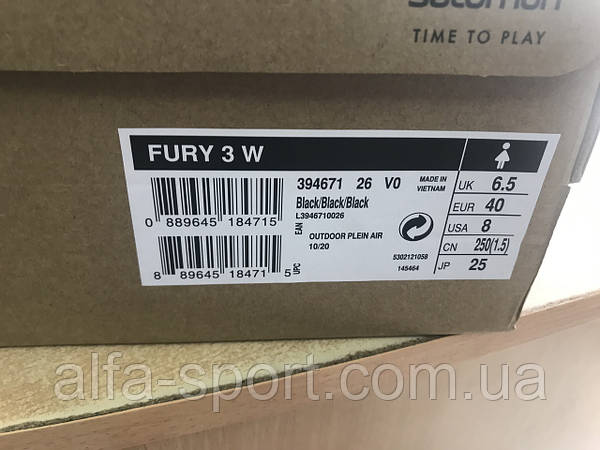 salomon
TIME TO PLAY
FURY 3 W
394671 26 V0
MADE IN
VIETNAM
Black/Black/Black
L3946710026
0 889645 184715
EAN
OUTDOOR PLEIN AIR
10/20
8 89645 18471 5
UPC
5302121058
145464
UK 6.5
EUR 40
USA 8
CN 250(1.5)
JP 25
alfa-sport.com.ua